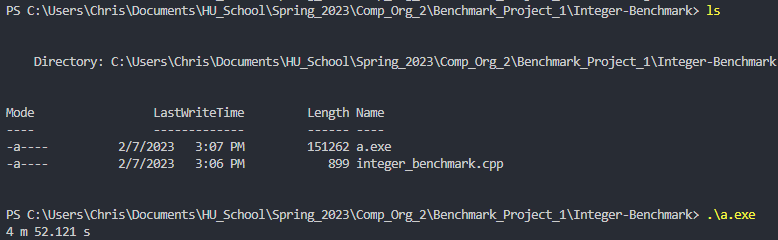 PS C:\Users\Chris\Documents\HU_School\Spring_2023\Comp_Org_2\Benchmark_Project_1\Integer-Benchmark> ls
Directory: C:\Users\Chris\Documents\HU_School\Spring_2023\Comp_Org_2\Benchmark_Project_1\Integer-Benchmark
Mode LastWriteTime Length Name
---- ------------- ------ ----
-a---- 2/7/2023 3:07 PM 151262 a.exe
-a---- 2/7/2023 3:06 PM 899 integer_benchmark.cpp
PS C:\Users\Chris\Documents\HU_School\Spring_2023\Comp_Org_2\Benchmark_Project_1\Integer-Benchmark> .\a.exe
4 m 52.121 s